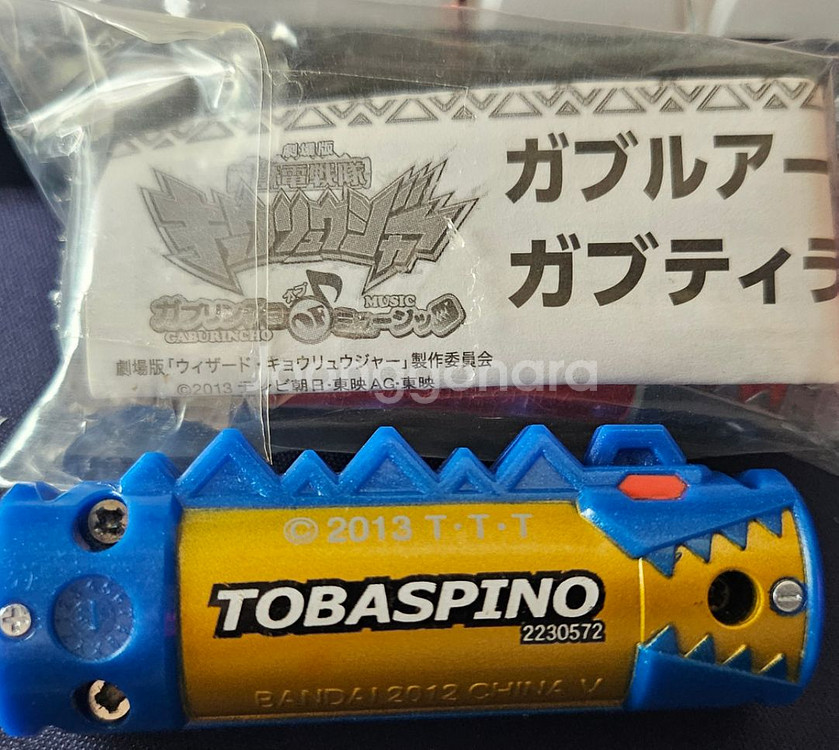 劇場版
電戦隊
キョウリュウジャー
ガブルアー
ガブティラ
ガブリンチョ オブ ミュージック
GABURINCHO
MUSIC
劇場版「ウィザード/キョウリュウジャー」製作委員会
©2013 テレビ朝日・東映AG・東映
© 2013 T・T・T
TOBASPINO
2230572
BANDAI 2012 CHINA V